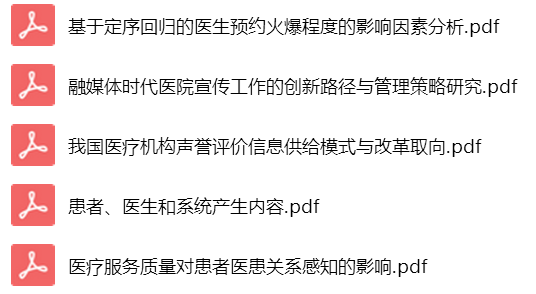 基于定序回归的医生预约火爆程度的影响因素分析.pdf
融媒体时代医院宣传工作的创新路径与管理策略研究.pdf
我国医疗机构声誉评价信息供给模式与改革取向.pdf
患者、医生和系统产生内容.pdf
医疗服务质量对患者医患关系感知的影响.pdf